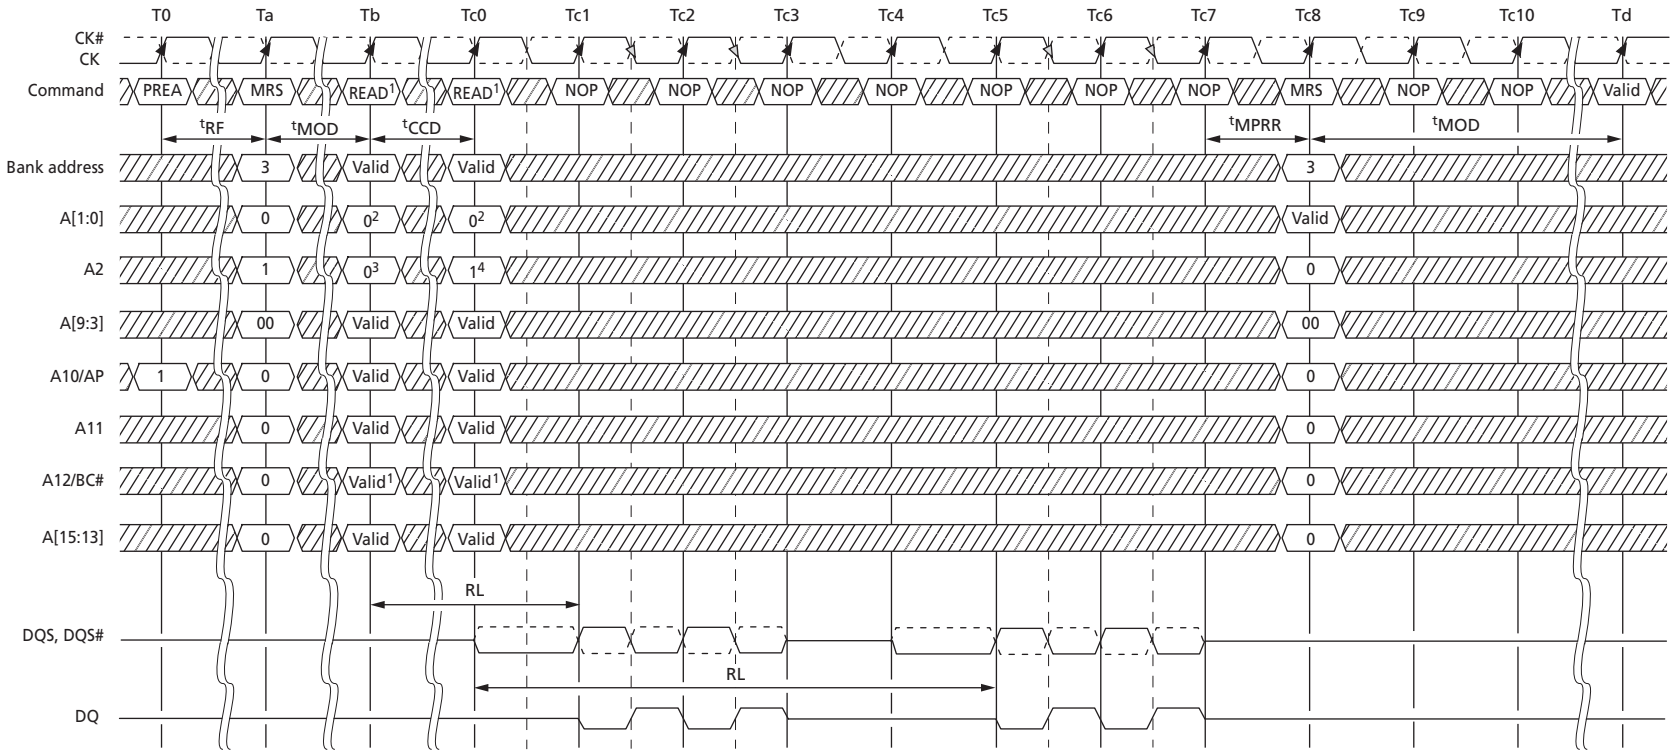 T0 Ta Tb Tc0 Tc1 Tc2 Tc3 Tc4 Tc5 Tc6 Tc7 Tc8 Tc9 Tc10 Td
CK#
CK
Command PREA MRS READ¹ READ¹ NOP NOP NOP NOP NOP NOP NOP MRS NOP NOP Valid
ᵗRF ᵗMOD ᵗCCD ᵗMPRR ᵗMOD
Bank address 3 Valid Valid 3
A[1:0] 0 0² 0² Valid
A2 1 0³ 1⁴ 0
A[9:3] 00 Valid Valid 00
A10/AP 1 0 Valid Valid 0
A11 0 Valid Valid 0
A12/BC# 0 Valid¹ Valid¹ 0
A[15:13] 0 Valid Valid 0
RL
DQS, DQS#
RL
DQ